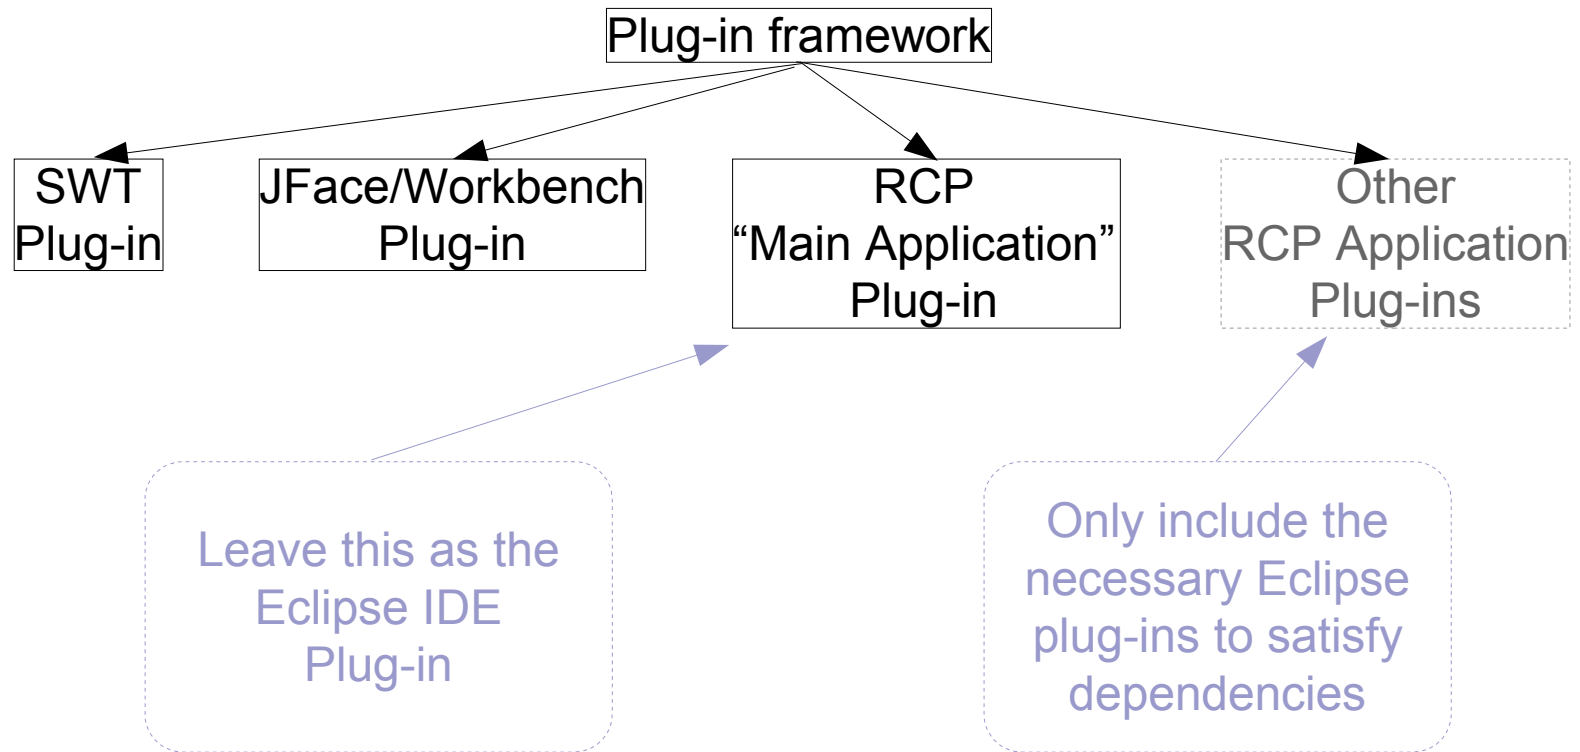 Plug-in framework
SWT
Plug-in
JFace/Workbench
Plug-in
RCP
“Main Application”
Plug-in
Other
RCP Application
Plug-ins
Leave this as the
Eclipse IDE
Plug-in
Only include the
necessary Eclipse
plug-ins to satisfy
dependencies